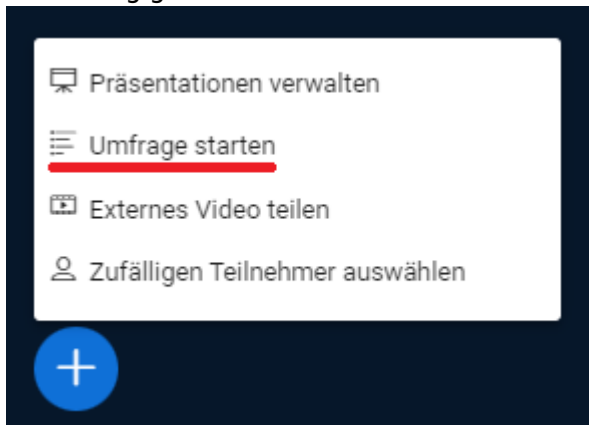 Präsentationen verwalten
Umfrage starten
Externes Video teilen
Zufälligen Teilnehmer auswählen